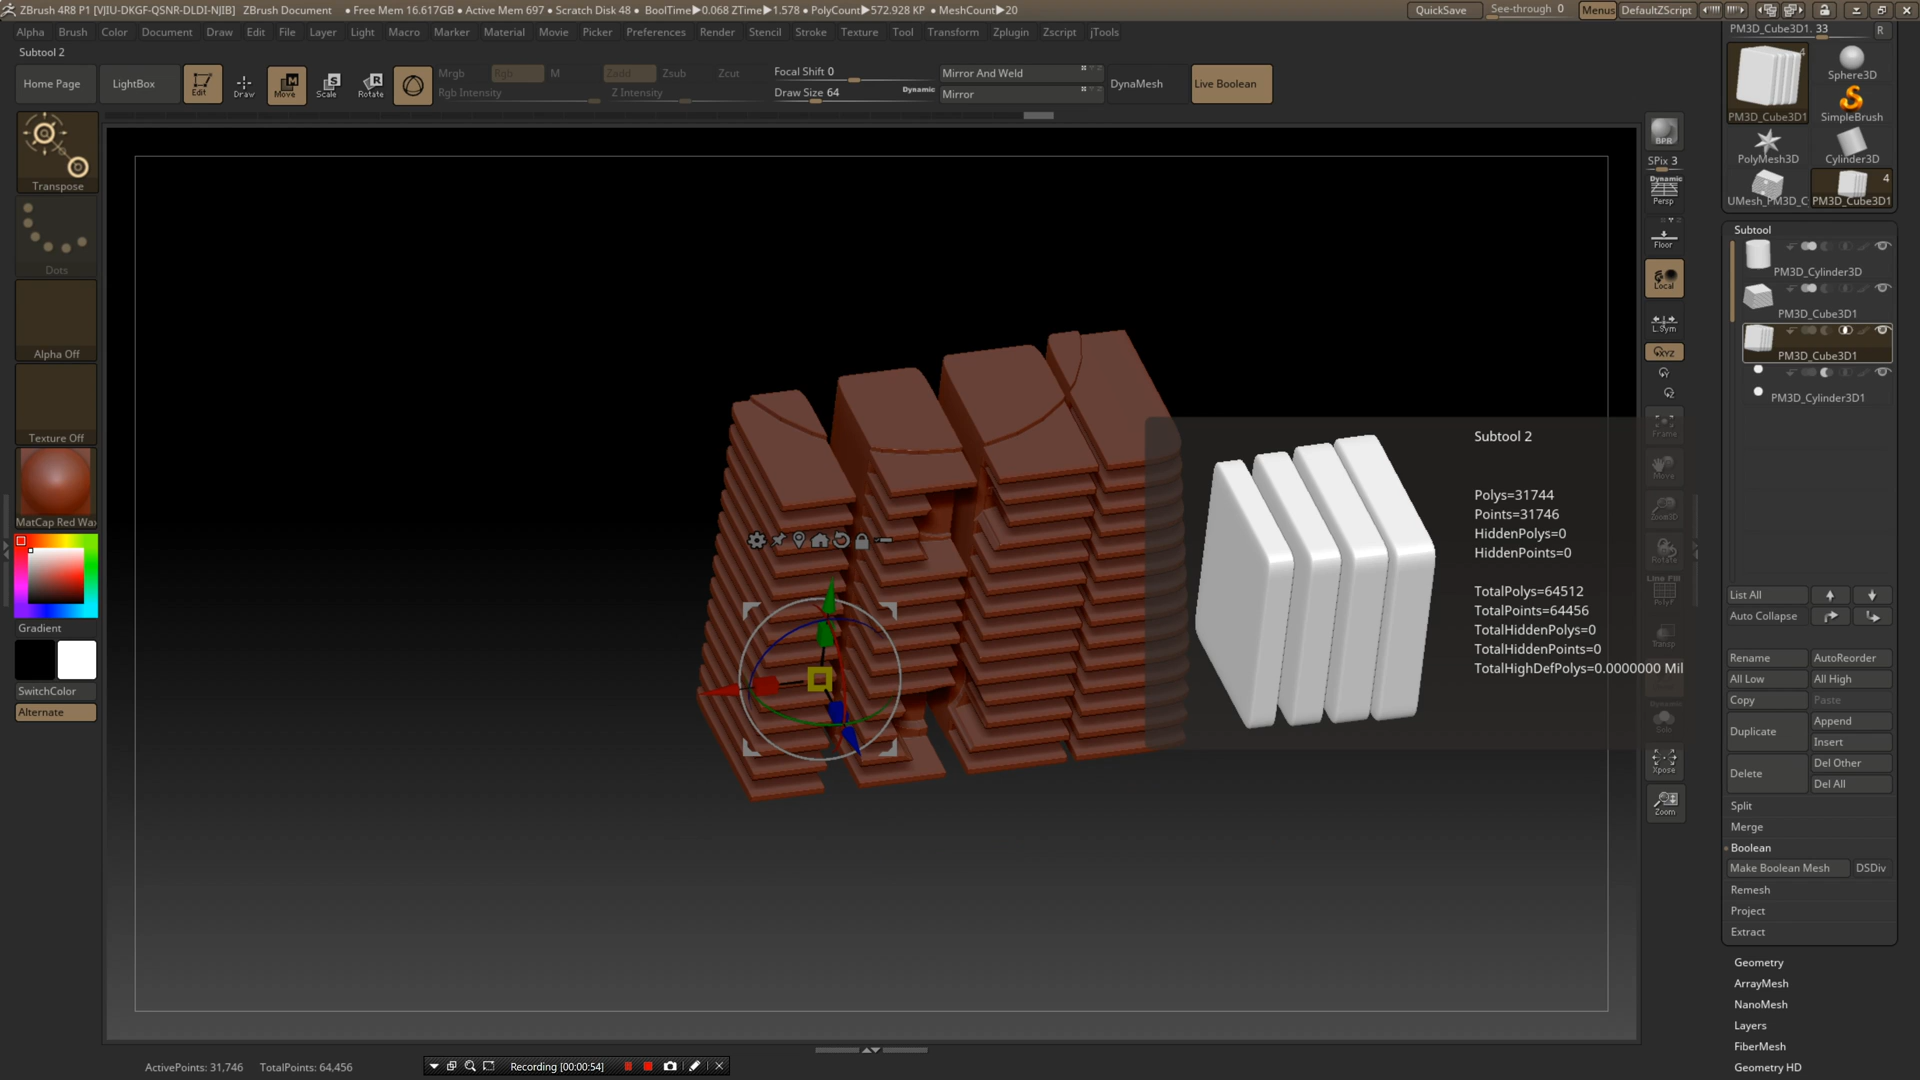 ZBrush 4R8 P1 [VJIU-DKGF-QSNR-DLDI-NJIB] ZBrush Document • Free Mem 16.617GB • Active Mem 697 • Scratch Disk 48 • BoolTime▶0.068 ZTime▶1.578 • PolyCount▶572.928 KP • MeshCount▶20 QuickSave See-through 0 Menus DefaultZScript
Alpha Brush Color Document Draw Edit File Layer Light Macro Marker Material Movie Picker Preferences Render Stencil Stroke Texture Tool Transform Zplugin Zscript jTools
Subtool 2
Home Page LightBox Edit Draw Move Scale Rotate
Mrgb Rgb M Zadd Zsub Zcut
Rgb Intensity Z Intensity
Focal Shift 0
Draw Size 64 Dynamic
Mirror And Weld
Mirror
DynaMesh Live Boolean
Transpose
Dots
Alpha Off
Texture Off
MatCap Red Wax
Gradient
SwitchColor
Alternate
Subtool 2
Polys=31744
Points=31746
HiddenPolys=0
HiddenPoints=0
TotalPolys=64512
TotalPoints=64456
TotalHiddenPolys=0
TotalHiddenPoints=0
TotalHighDefPolys=0.0000000 Mil
BPR
SPix 3
Dynamic
Persp
Floor
Local
L.Sym
XYZ
Frame
Move
Zoom3D
Rotate
Line Fill
PolyF
Transp
Dynamic
Solo
Xpose
Zoom
PM3D_Cube3D1. 33 R
4
PM3D_Cube3D1
Sphere3D
SimpleBrush
PolyMesh3D
Cylinder3D
UMesh_PM3D_C
4
PM3D_Cube3D1
Subtool
PM3D_Cylinder3D
PM3D_Cube3D1
PM3D_Cube3D1
PM3D_Cylinder3D1
List All
Auto Collapse
Rename AutoReorder
All Low All High
Copy Paste
Duplicate Append
Insert
Delete Del Other
Del All
Split
Merge
Boolean
Make Boolean Mesh DSDiv
Remesh
Project
Extract
Geometry
ArrayMesh
NanoMesh
Layers
FiberMesh
Geometry HD
ActivePoints: 31,746 TotalPoints: 64,456
Recording [00:00:54]